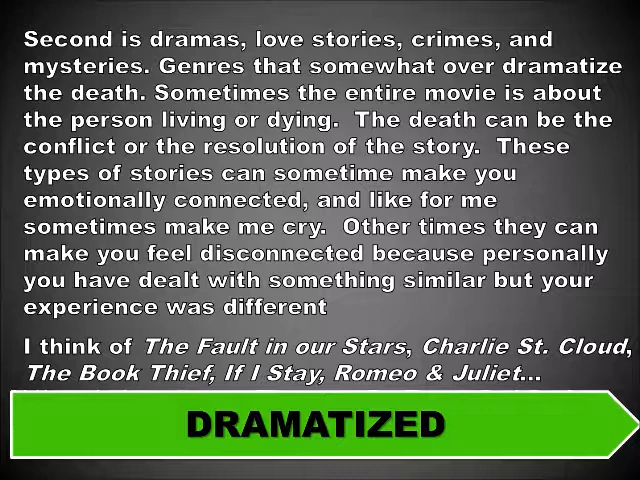 Second is dramas, love stories, crimes, and
mysteries. Genres that somewhat over dramatize
the death. Sometimes the entire movie is about
the person living or dying.  The death can be the
conflict or the resolution of the story.  These
types of stories can sometime make you
emotionally connected, and like for me
sometimes make me cry.  Other times they can
make you feel disconnected because personally
you have dealt with something similar but your
experience was different
I think of The Fault in our Stars, Charlie St. Cloud,
The Book Thief, If I Stay, Romeo & Juliet...
DRAMATIZED